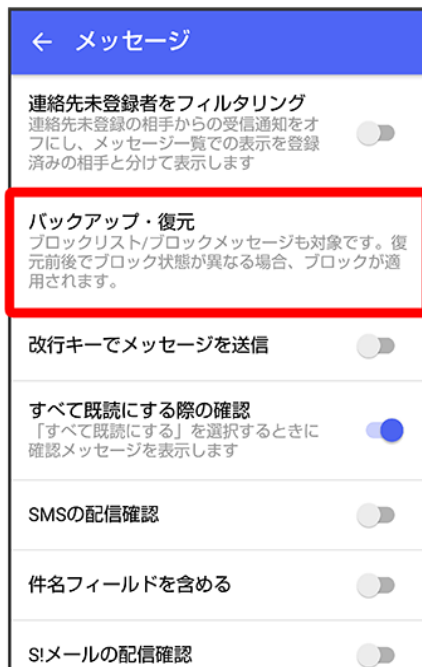 ← メッセージ
連絡先未登録者をフィルタリング
連絡先未登録の相手からの受信通知をオ
フにし、メッセージ一覧での表示を登録
済みの相手と分けて表示します
バックアップ・復元
ブロックリスト/ブロックメッセージも対象です。復
元前後でブロック状態が異なる場合、ブロックが適
用されます。
改行キーでメッセージを送信
すべて既読にする際の確認
「すべて既読にする」を選択するときに
確認メッセージを表示します
SMSの配信確認
件名フィールドを含める
S!メールの配信確認